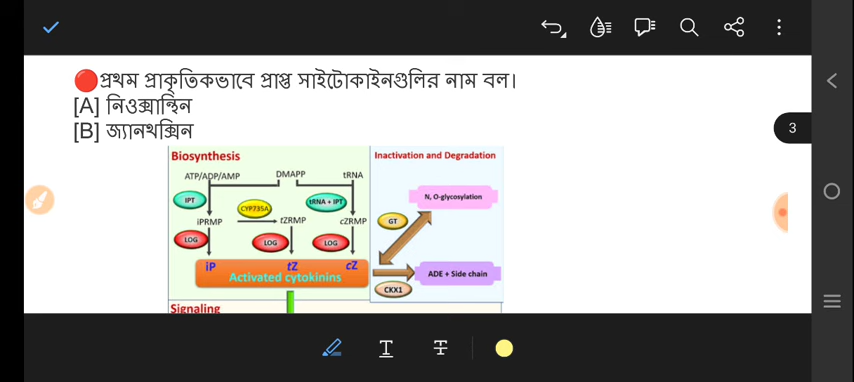 🔴প্রথম প্রাকৃতিকভাবে প্রাপ্ত সাইটোকাইনগুলির নাম বল।
[A] নিওক্সান্থিন
[B] জ্যানথক্সিন
3
Biosynthesis
Inactivation and Degradation
ATP/ADP/AMP DMAPP tRNA
IPT
CYP735A
tRNA + IPT
N, O-glycosylation
iPRMP tZRMP cZRMP
GT
LOG LOG LOG
iP tZ cZ
Activated cytokinins
ADE + Side chain
CKX1
Signaling
T T